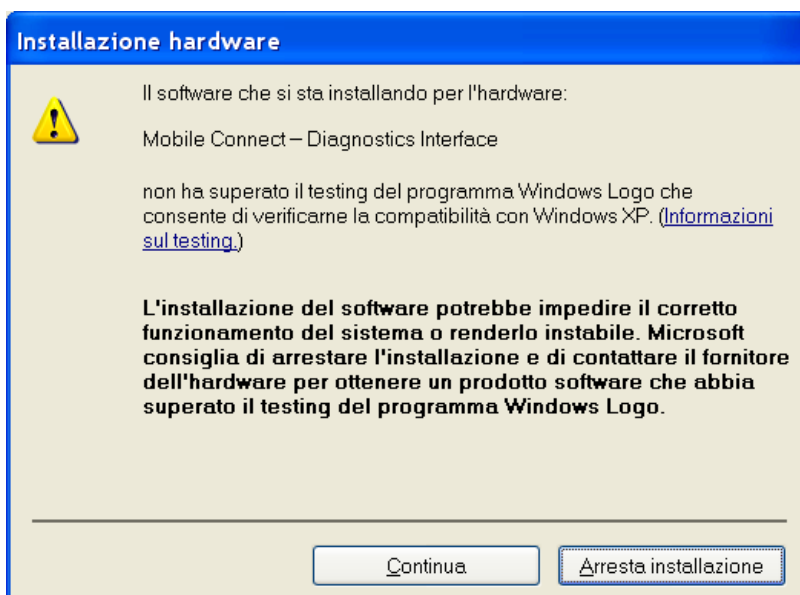 Installazione hardware
Il software che si sta installando per l'hardware:
Mobile Connect – Diagnostics Interface
non ha superato il testing del programma Windows Logo che
consente di verificarne la compatibilità con Windows XP. (Informazioni
sul testing.)
L'installazione del software potrebbe impedire il corretto
funzionamento del sistema o renderlo instabile. Microsoft
consiglia di arrestare l'installazione e di contattare il fornitore
dell'hardware per ottenere un prodotto software che abbia
superato il testing del programma Windows Logo.
Continua
Arresta installazione